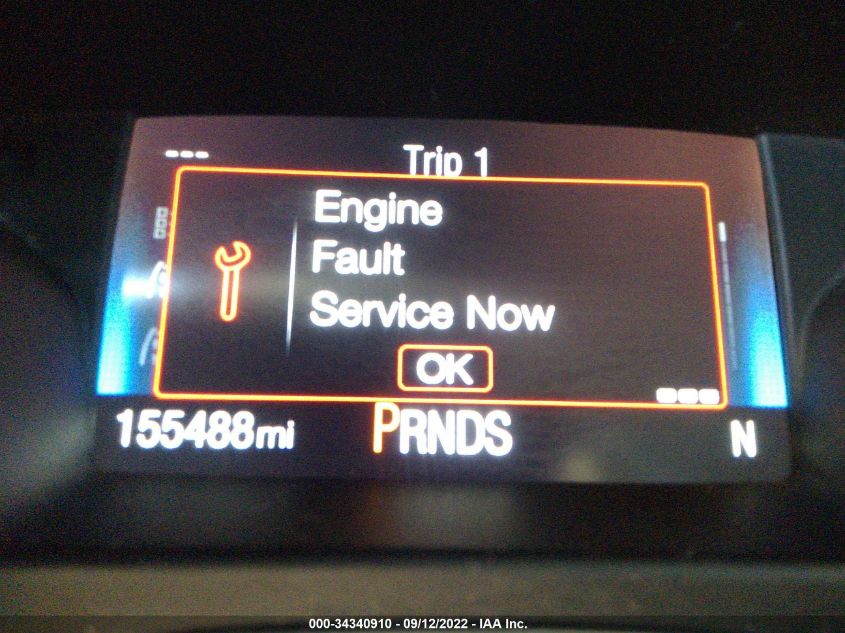 Trip 1
Engine
Fault
Service Now
OK
155488mi PRNDS N
000-34340910 - 09/12/2022 - IAA Inc.